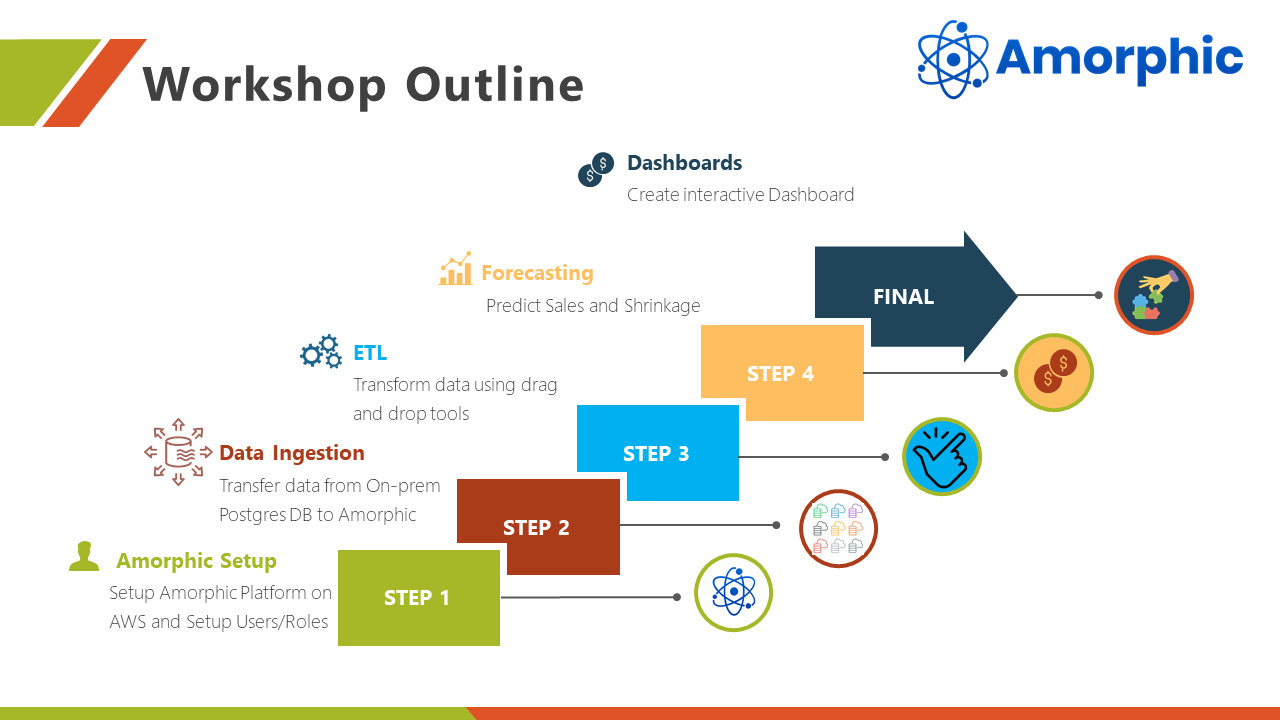 Workshop Outline
Amorphic
Dashboards
Create interactive Dashboard
Forecasting
Predict Sales and Shrinkage
FINAL
ETL
Transform data using drag
and drop tools
STEP 4
Data Ingestion
Transfer data from On-prem
Postgres DB to Amorphic
STEP 3
Amorphic Setup
Setup Amorphic Platform on
AWS and Setup Users/Roles
STEP 2
STEP 1